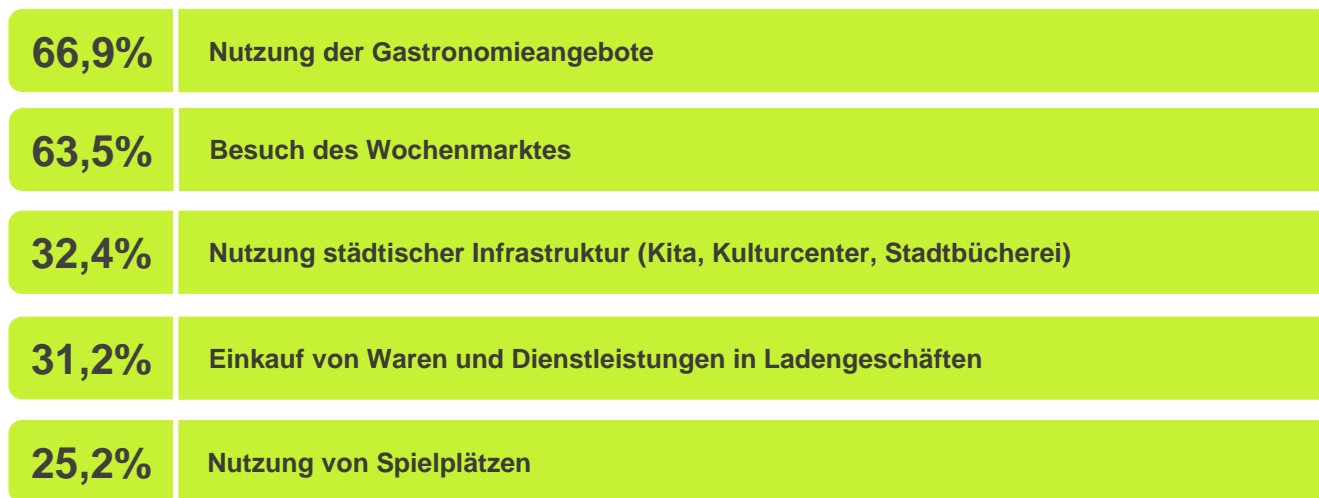 66,9% Nutzung der Gastronomieangebote
63,5% Besuch des Wochenmarktes
32,4% Nutzung städtischer Infrastruktur (Kita, Kulturcenter, Stadtbücherei)
31,2% Einkauf von Waren und Dienstleistungen in Ladengeschäften
25,2% Nutzung von Spielplätzen